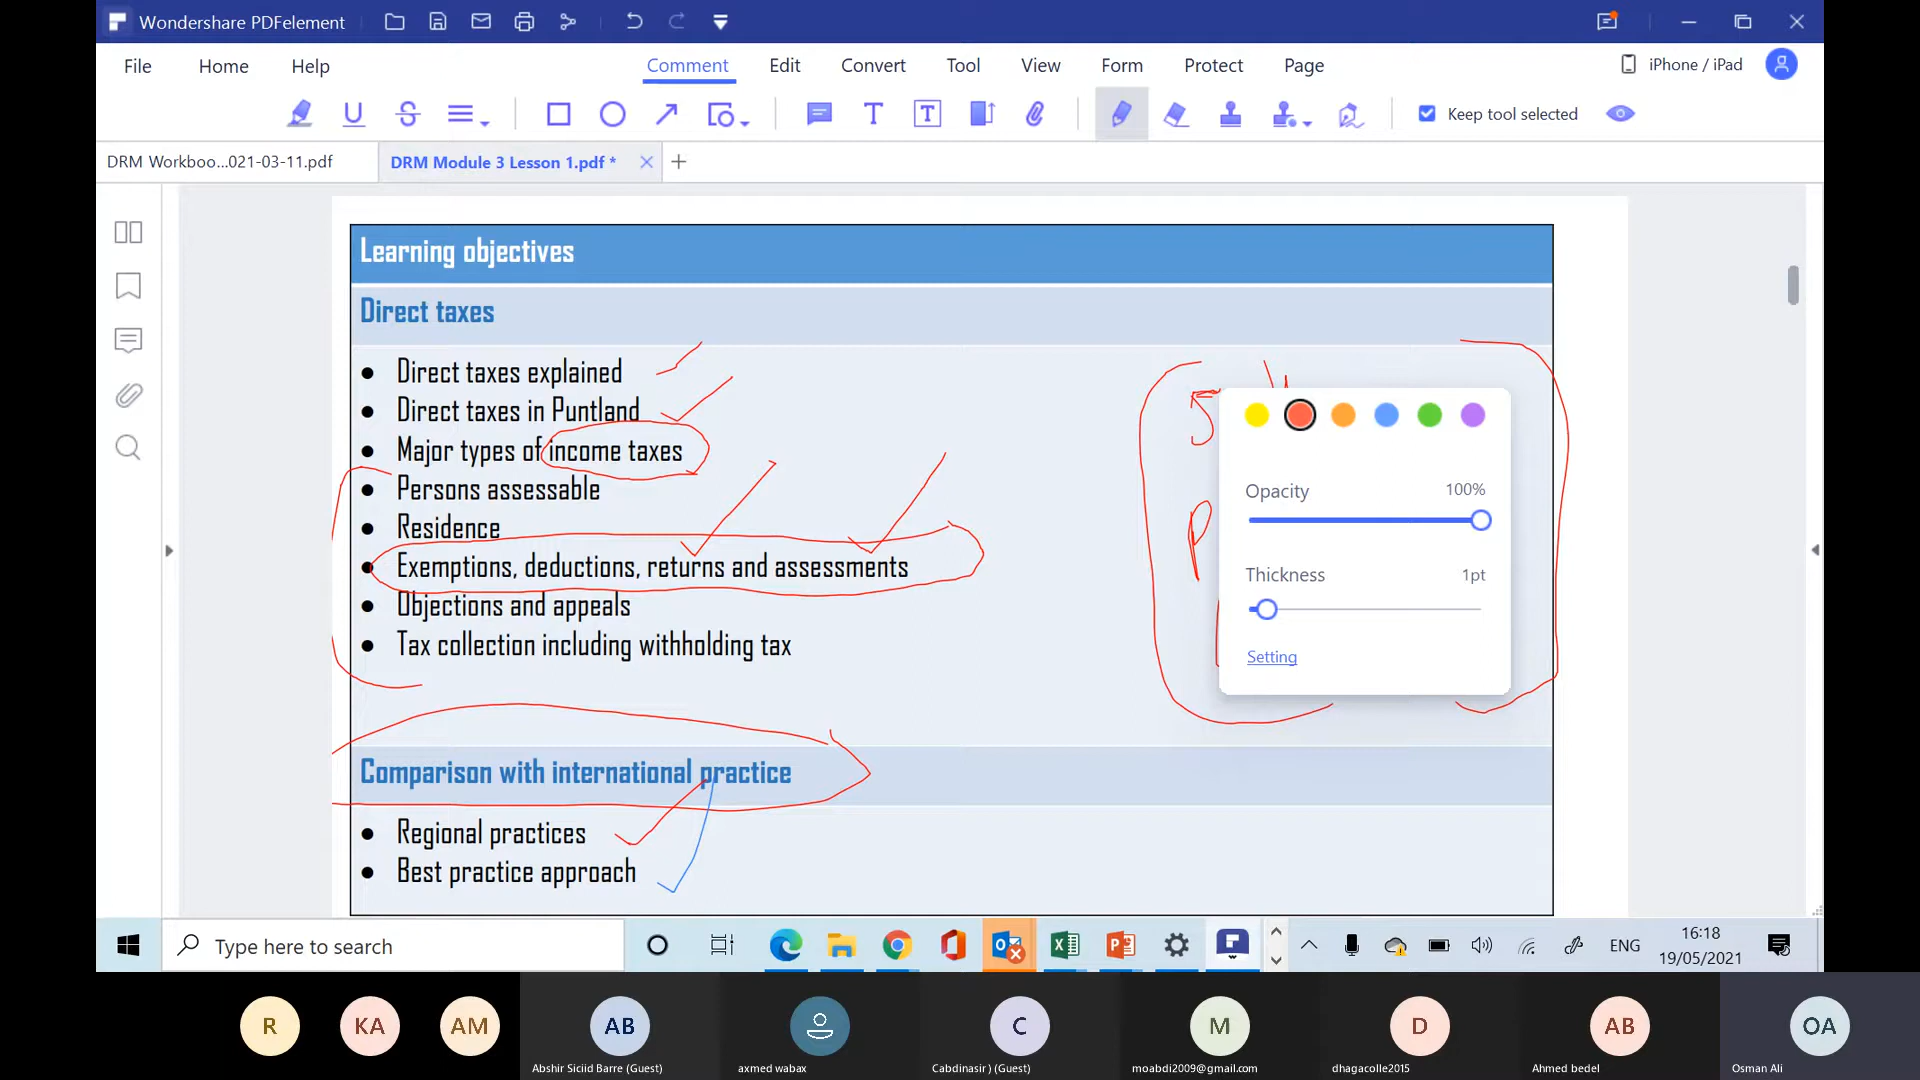 Wondershare PDFelement
File Home Help Comment Edit Convert Tool View Form Protect Page iPhone / iPad
Keep tool selected
DRM Workboo...021-03-11.pdf DRM Module 3 Lesson 1.pdf *
Learning objectives
Direct taxes
• Direct taxes explained
• Direct taxes in Puntland
• Major types of income taxes
• Persons assessable
• Residence
• Exemptions, deductions, returns and assessments
• Objections and appeals
• Tax collection including withholding tax
Opacity 100%
Thickness 1pt
Setting
Comparison with international practice
• Regional practices
• Best practice approach
Type here to search
ENG
16:18
19/05/2021
R KA AM AB C M D AB OA
Abshir Siciid Barre (Guest) axmed wabax Cabdinasir ) (Guest) moabdi2009@gmail.com dhagacolle2015 Ahmed bedel Osman Ali